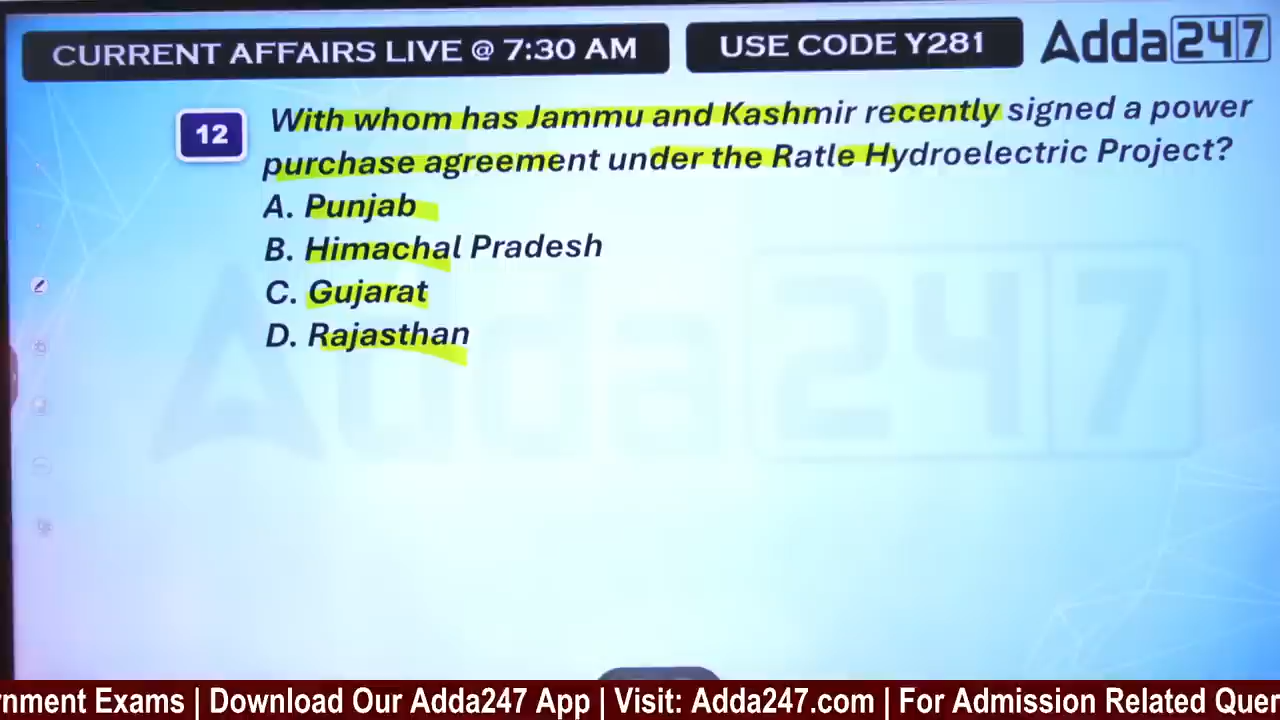 CURRENT AFFAIRS LIVE @ 7:30 AM
USE CODE Y281
Adda247
12
With whom has Jammu and Kashmir recently signed a power
purchase agreement under the Ratle Hydroelectric Project?
A. Punjab
B. Himachal Pradesh
C. Gujarat
D. Rajasthan
Adda247
rnment Exams | Download Our Adda247 App | Visit: Adda247.com | For Admission Related Quer